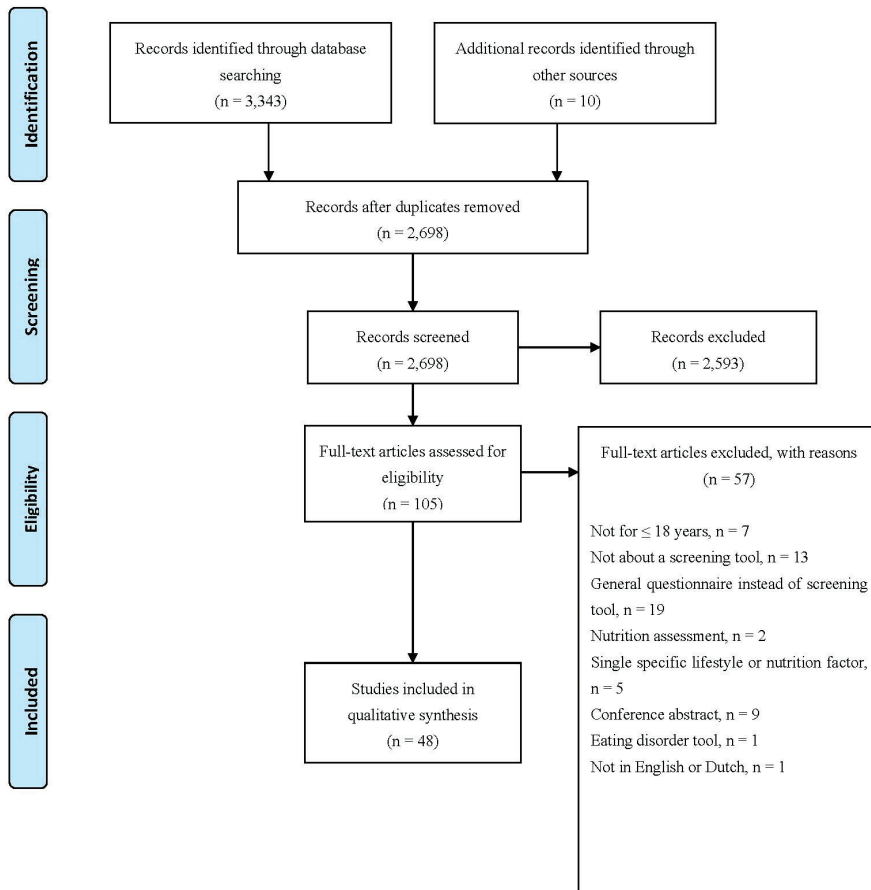 Identification
Records identified through database
searching
(n = 3,343)
Additional records identified through
other sources
(n = 10)
Records after duplicates removed
(n = 2,698)
Screening
Records screened
(n = 2,698)
Records excluded
(n = 2,593)
Eligibility
Full-text articles assessed for
eligibility
(n = 105)
Full-text articles excluded, with reasons
(n = 57)
Not for ≤ 18 years, n = 7
Not about a screening tool, n = 13
General questionnaire instead of screening
tool, n = 19
Nutrition assessment, n = 2
Single specific lifestyle or nutrition factor,
n = 5
Conference abstract, n = 9
Eating disorder tool, n = 1
Not in English or Dutch, n = 1
Included
Studies included in
qualitative synthesis
(n = 48)